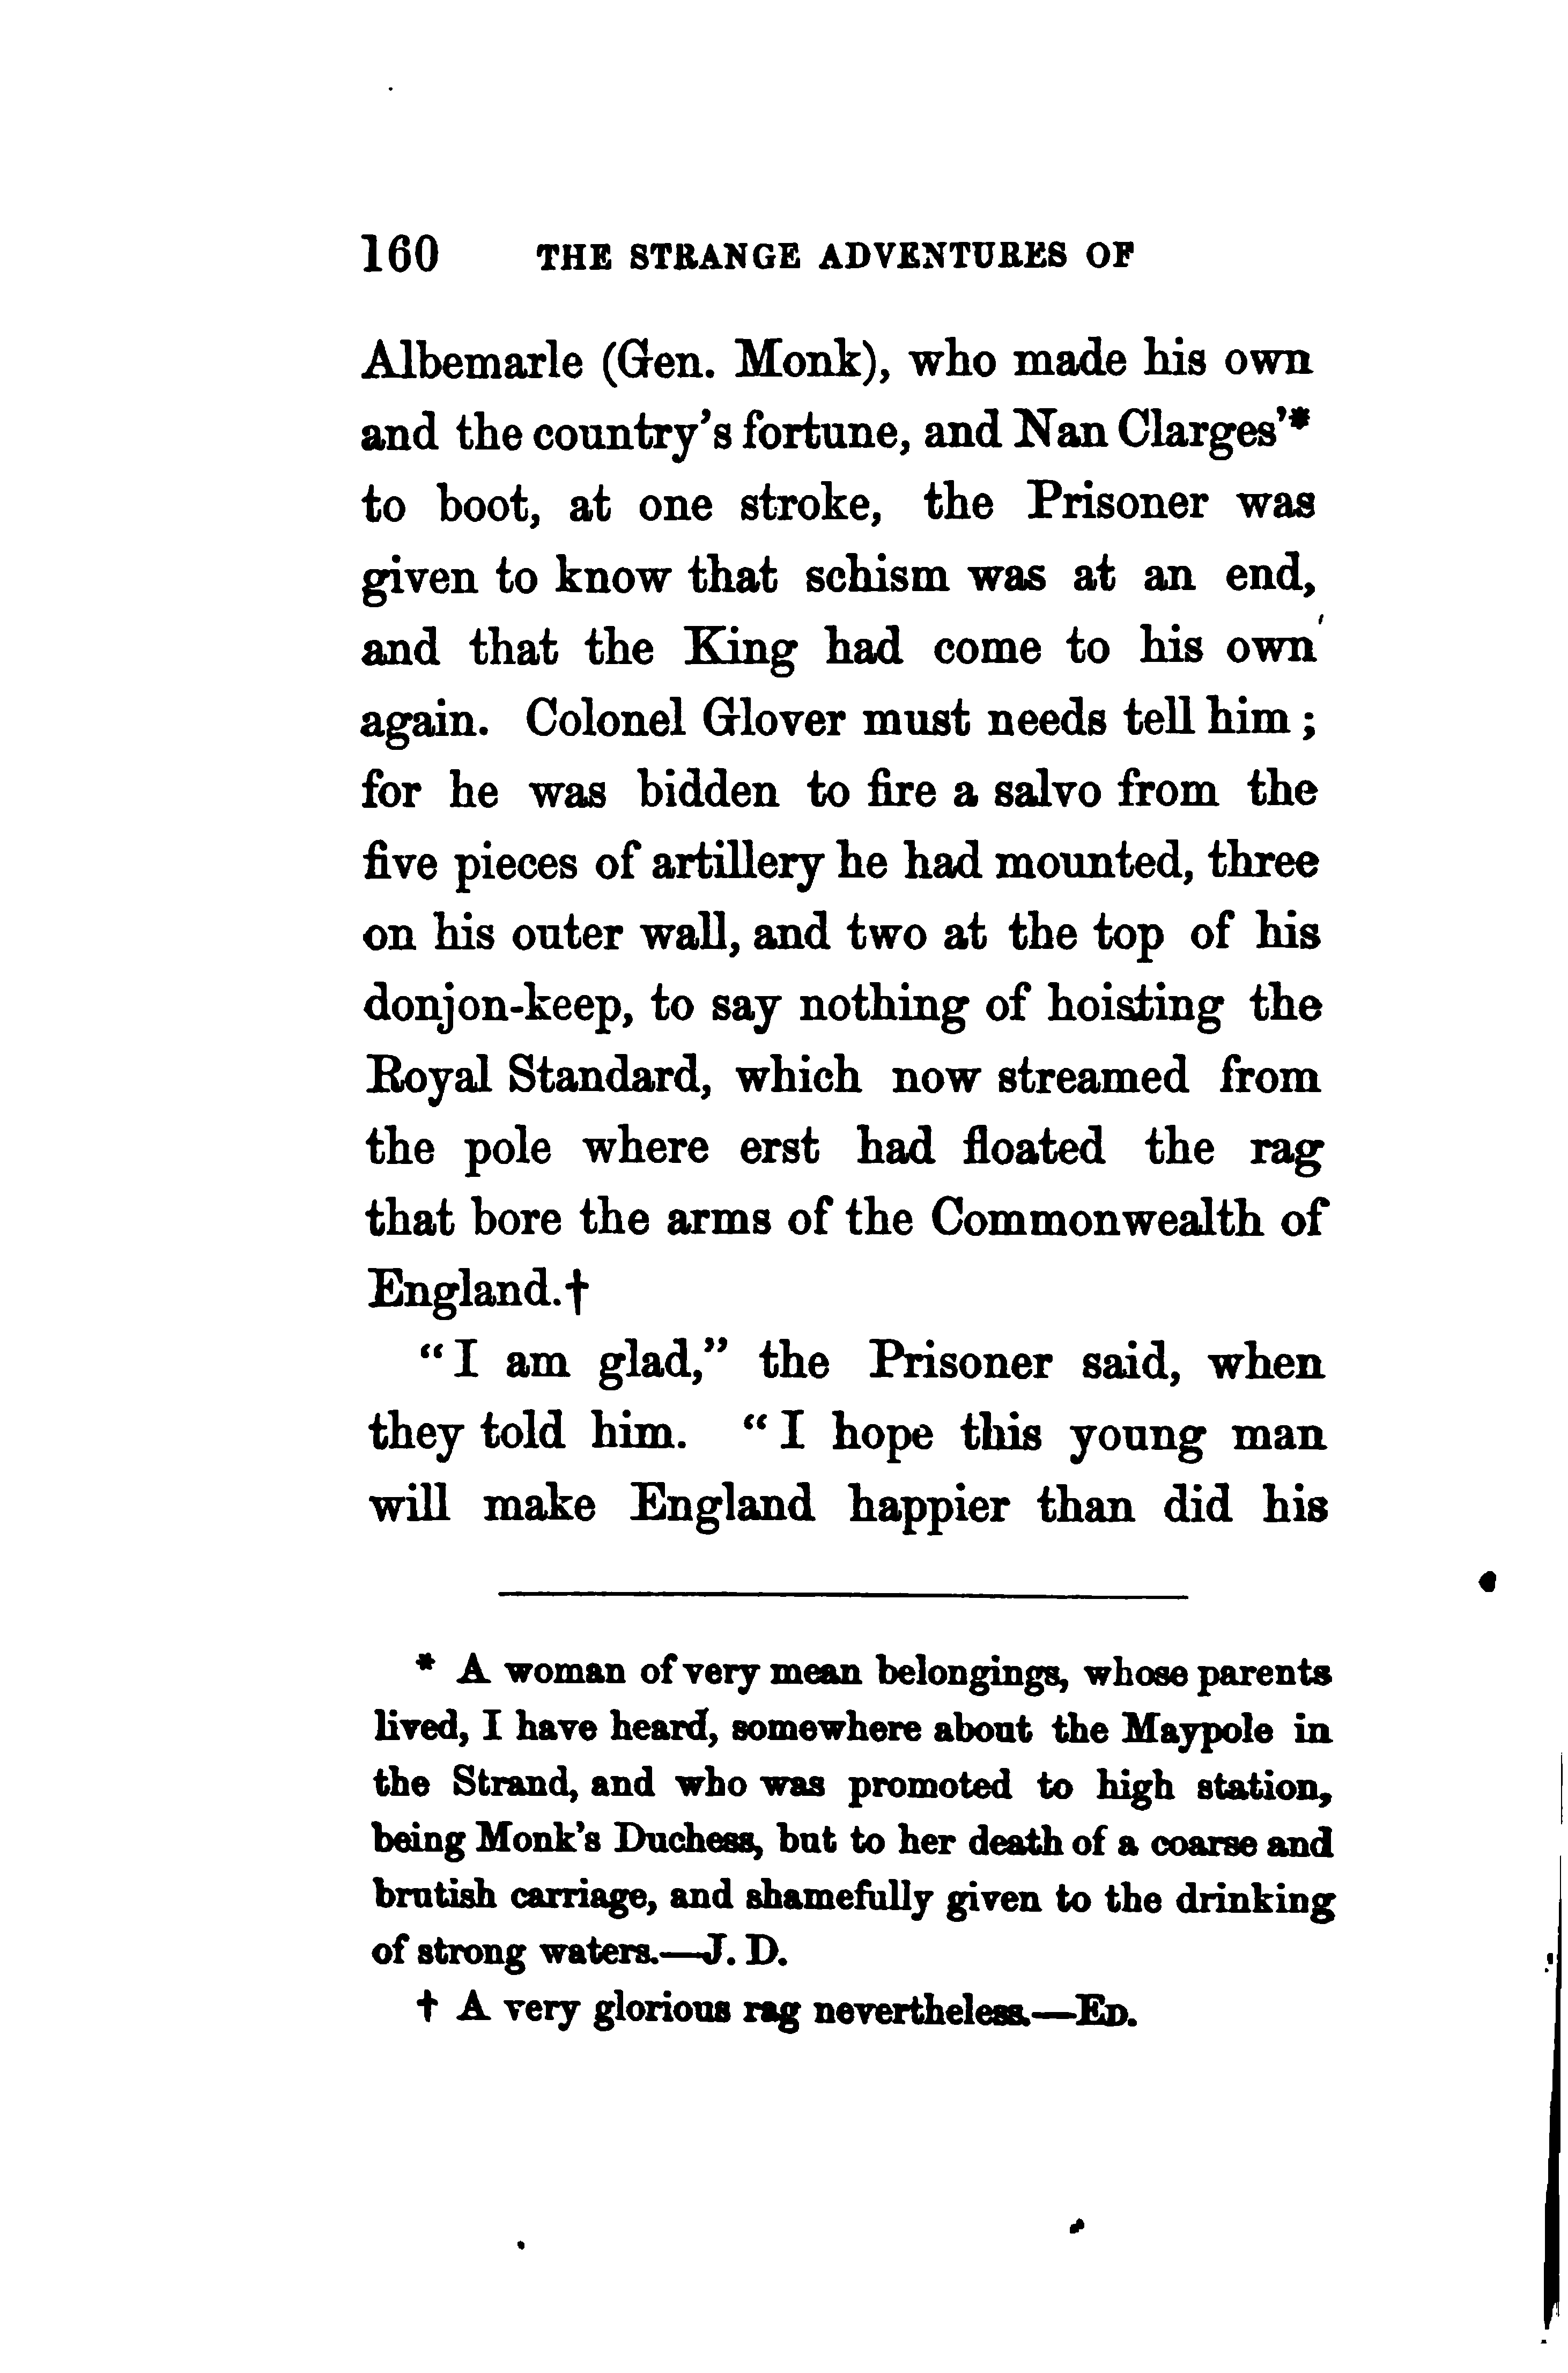 160 THE STRANGE ADVENTURES OF
Albemarle (Gen. Monk), who made his own
and the country's fortune, and Nan Clarges'*
to boot, at one stroke, the Prisoner was
given to know that schism was at an end,
and that the King had come to his own
again. Colonel Glover must needs tell him ;
for he was bidden to fire a salvo from the
five pieces of artillery he had mounted, three
on his outer wall, and two at the top of his
donjon-keep, to say nothing of hoisting the
Royal Standard, which now streamed from
the pole where erst had floated the rag
that bore the arms of the Commonwealth of
England.†
“I am glad,” the Prisoner said, when
they told him. “I hope this young man
will make England happier than did his
* A woman of very mean belongings, whose parents
lived, I have heard, somewhere about the Maypole in
the Strand, and who was promoted to high station,
being Monk's Duchess, but to her death of a coarse and
brutish carriage, and shamefully given to the drinking
of strong waters.—J. D.
† A very glorious rag nevertheless.—ED.